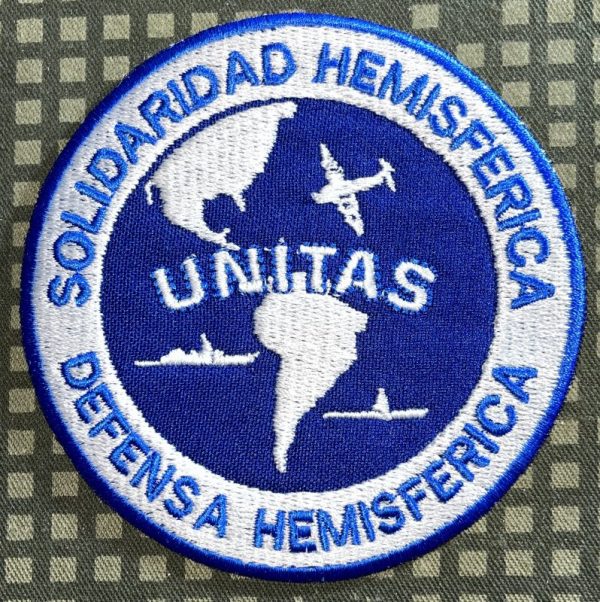 SOLIDARIDAD HEMISFERICA
UNITAS
DEFENSA HEMISFERICA